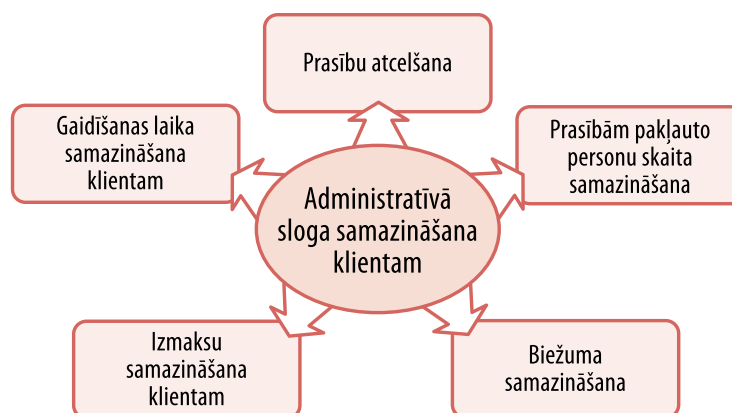 Prasību atcelšana
Gaidīšanas laika
samazināšana
klientam
Prasībām pakļauto
personu skaita
samazināšana
Administratīvā
sloga samazināšana
klientam
Izmaksu
samazināšana
klientam
Biežuma
samazināšana